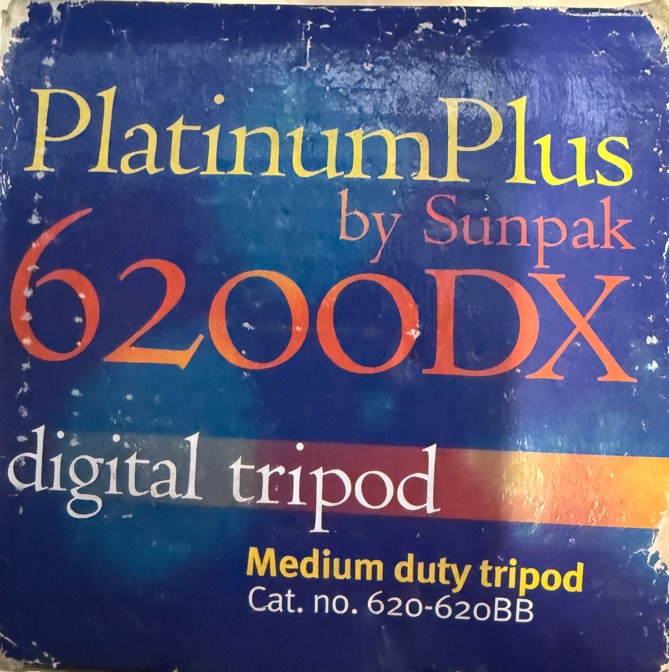 PlatinumPlus
by Sunpak
6200DX
digital tripod
Medium duty tripod
Cat. no. 620-620BB